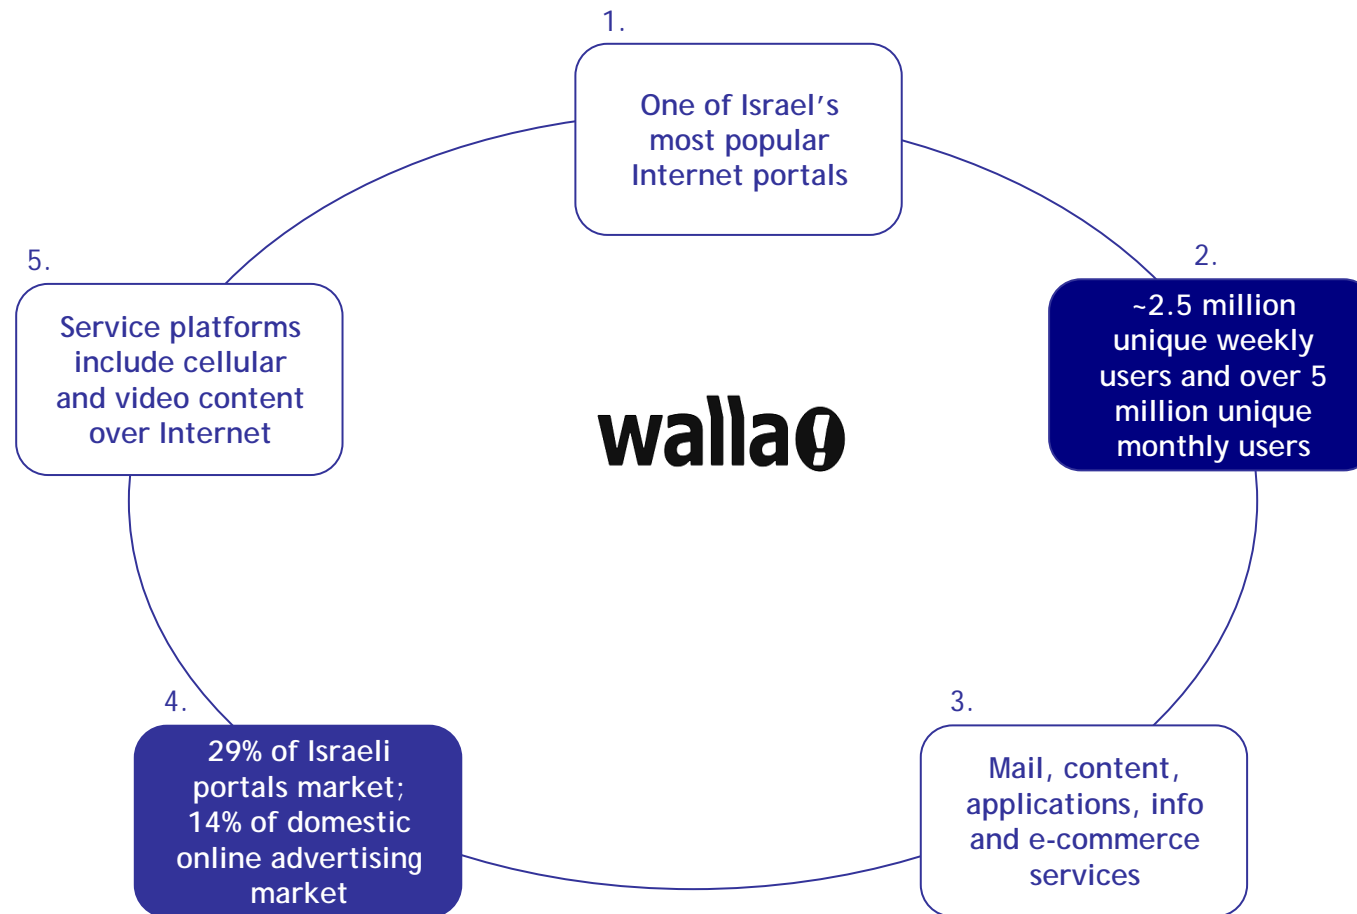 1.
One of Israel's
most popular
Internet portals
2.
~2.5 million
unique weekly
users and over 5
million unique
monthly users
3.
Mail, content,
applications, info
and e-commerce
services
4.
29% of Israeli
portals market;
14% of domestic
online advertising
market
5.
Service platforms
include cellular
and video content
over Internet
walla!